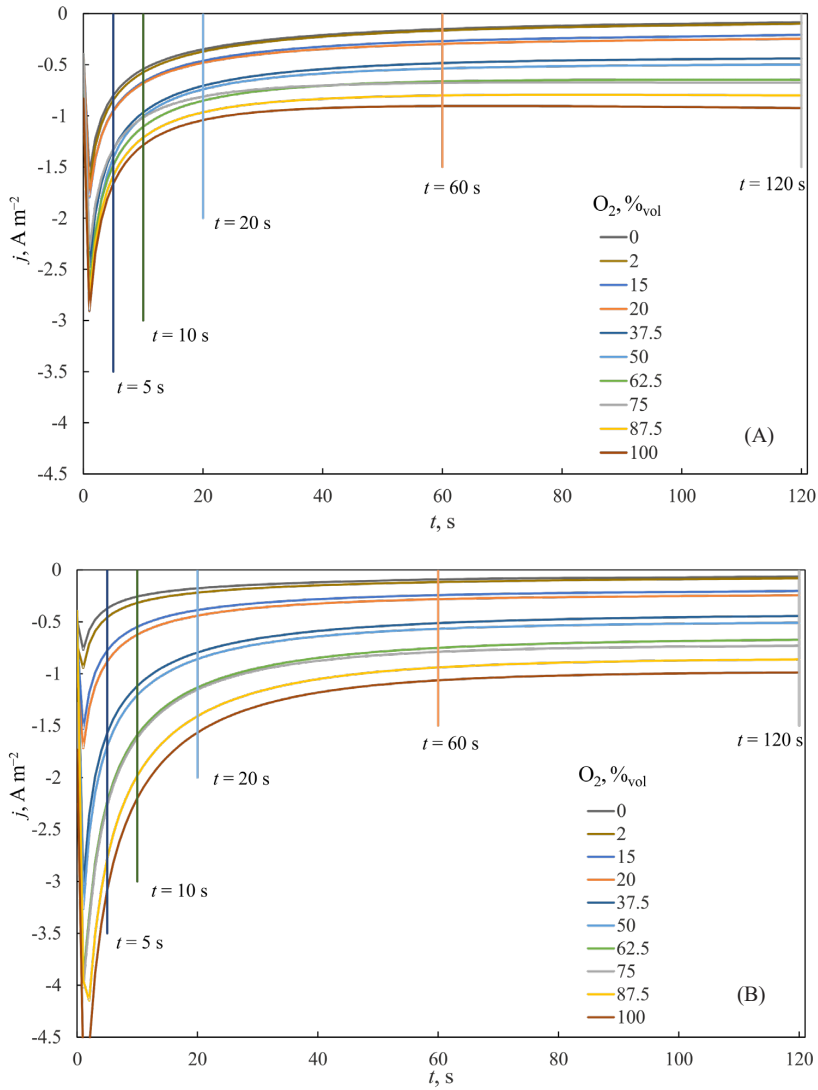 0
-0.5
-1
-1.5
-2
-2.5
-3
-3.5
-4
-4.5
j, A m⁻²
0 20 40 60 80 100 120
t, s
t = 5 s
t = 10 s
t = 20 s
t = 60 s
t = 120 s
O₂, %vol
0
2
15
20
37.5
50
62.5
75
87.5
100
(A)
0
-0.5
-1
-1.5
-2
-2.5
-3
-3.5
-4
-4.5
j, A m⁻²
0 20 40 60 80 100 120
t, s
t = 5 s
t = 10 s
t = 20 s
t = 60 s
t = 120 s
O₂, %vol
0
2
15
20
37.5
50
62.5
75
87.5
100
(B)